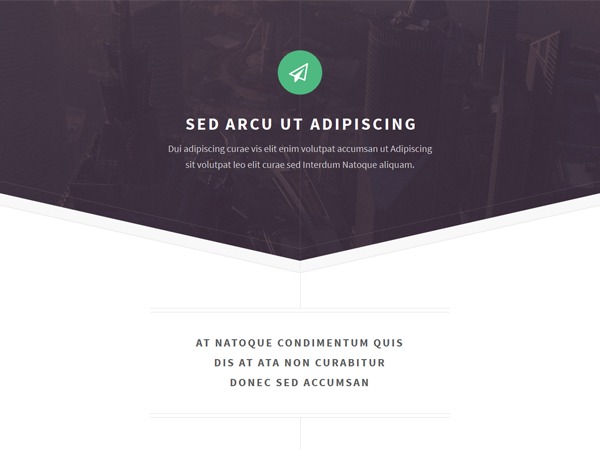 SED ARCU UT ADIPISCING
Dui adipiscing curae vis elit enim volutpat accumsan ut Adipiscing
sit volutpat leo elit curae sed Interdum Natoque aliquam.
AT NATOQUE CONDIMENTUM QUIS
DIS AT ATA NON CURABITUR
DONEC SED ACCUMSAN